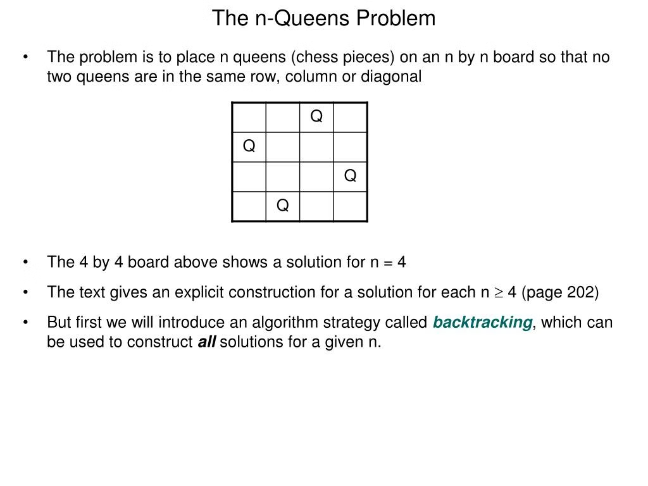 The n-Queens Problem
• The problem is to place n queens (chess pieces) on an n by n board so that no
two queens are in the same row, column or diagonal
Q
Q
Q
Q
• The 4 by 4 board above shows a solution for n = 4
• The text gives an explicit construction for a solution for each n ≥ 4 (page 202)
• But first we will introduce an algorithm strategy called backtracking, which can
be used to construct all solutions for a given n.